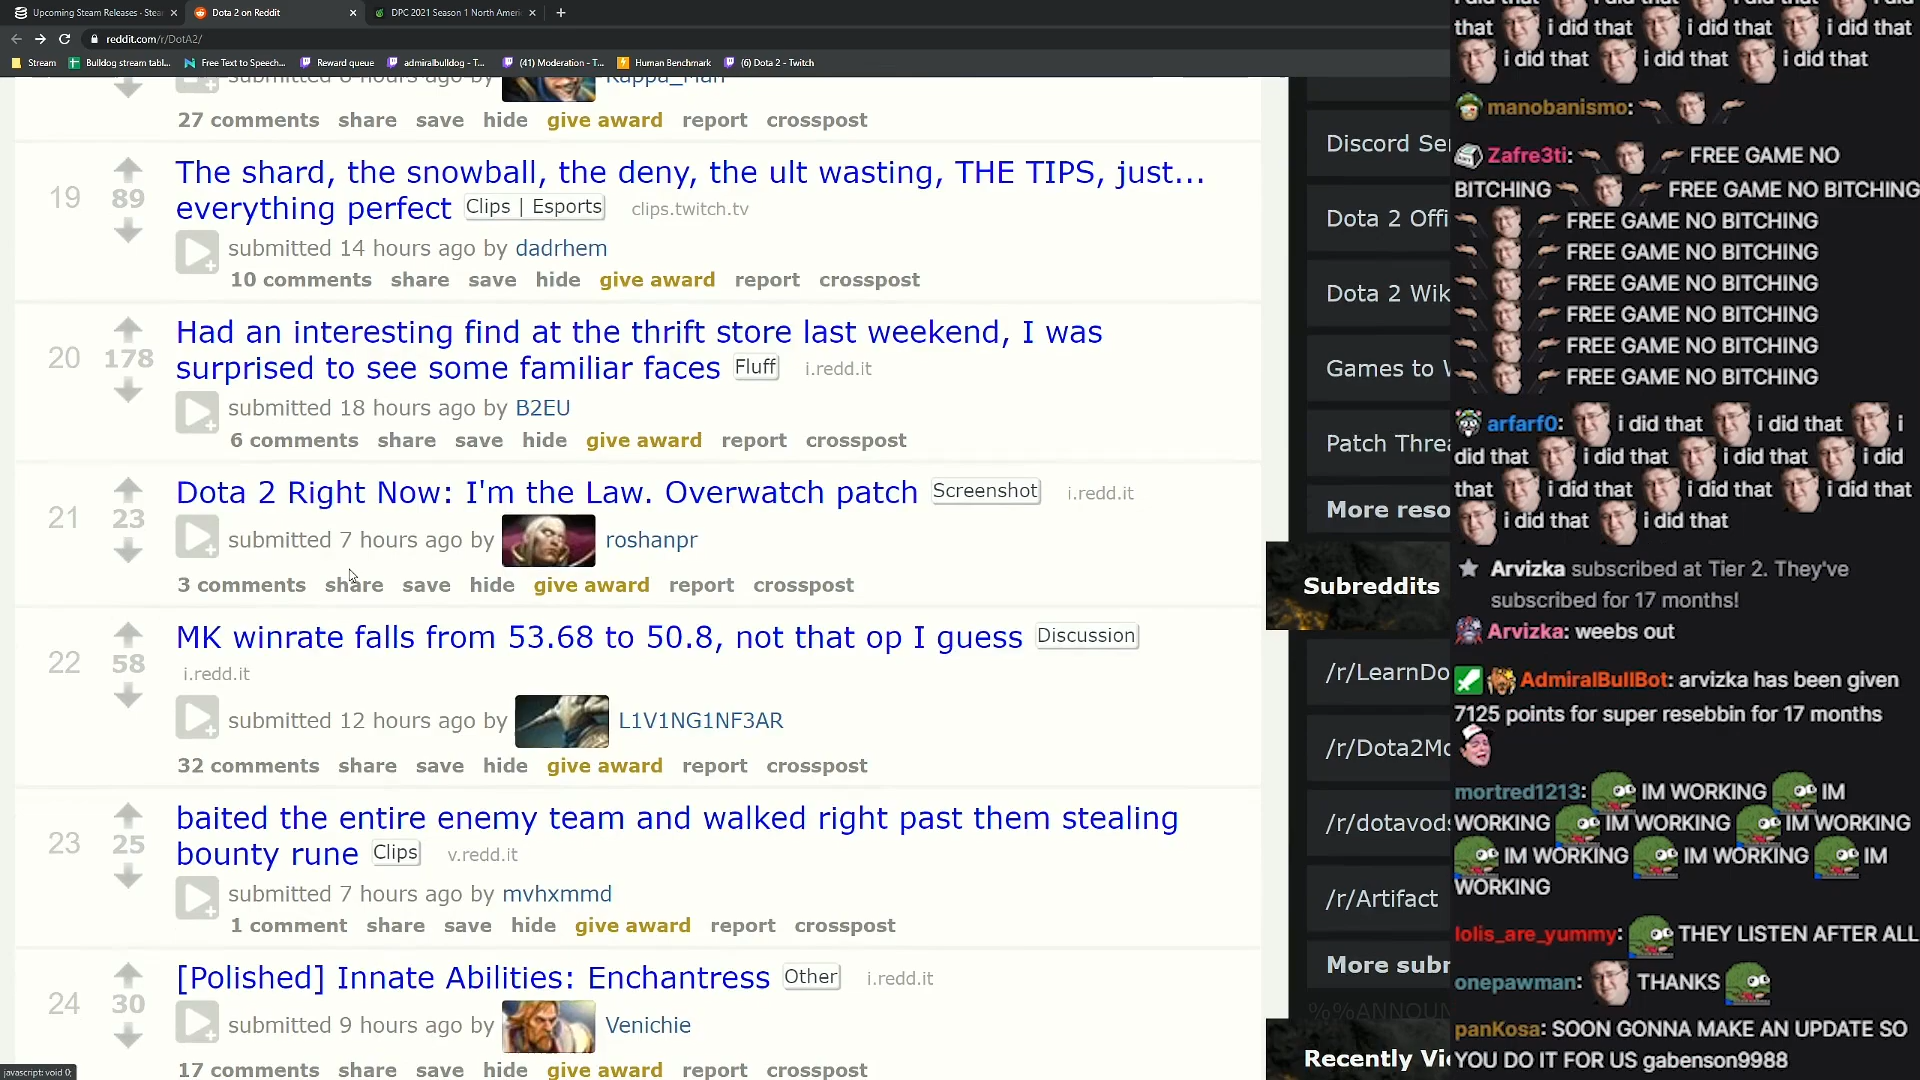 Upcoming Steam Releases - Stea
Dota 2 on Reddit
DPC 2021 Season 1 North Ameri
reddit.com/r/DotA2/
Stream
Bulldog stream tabl...
Free Text to Speech...
Reward queue
admiralbulldog - T...
(41) Moderation - T...
Human Benchmark
(6) Dota 2 - Twitch
27 comments share save hide give award report crosspost
19
89
The shard, the snowball, the deny, the ult wasting, THE TIPS, just...
everything perfect Clips | Esports clips.twitch.tv
submitted 14 hours ago by dadrhem
10 comments share save hide give award report crosspost
20
178
Had an interesting find at the thrift store last weekend, I was
surprised to see some familiar faces Fluff i.redd.it
submitted 18 hours ago by B2EU
6 comments share save hide give award report crosspost
21
23
Dota 2 Right Now: I'm the Law. Overwatch patch Screenshot i.redd.it
submitted 7 hours ago by roshanpr
3 comments share save hide give award report crosspost
22
58
MK winrate falls from 53.68 to 50.8, not that op I guess Discussion
i.redd.it
submitted 12 hours ago by L1V1NG1NF3AR
32 comments share save hide give award report crosspost
23
25
baited the entire enemy team and walked right past them stealing
bounty rune Clips v.redd.it
submitted 7 hours ago by mvhxmmd
1 comment share save hide give award report crosspost
24
30
[Polished] Innate Abilities: Enchantress Other i.redd.it
submitted 9 hours ago by Venichie
17 comments share save hide give award report crosspost
javascript: void 0;
Discord Se
Dota 2 Offi
Dota 2 Wik
Games to
Patch Threa
More reso
Subreddits
/r/LearnDo
/r/Dota2Mo
/r/dotavods
/r/Artifact
More subr
%%ANNOUN
Recently Vi
that i did that i did that i did that
i did that i did that i did that
manobanismo:
Zafre3ti: FREE GAME NO
BITCHING FREE GAME NO BITCHING
FREE GAME NO BITCHING
FREE GAME NO BITCHING
FREE GAME NO BITCHING
FREE GAME NO BITCHING
FREE GAME NO BITCHING
FREE GAME NO BITCHING
arfarf0: i did that i did that i
did that i did that i did that i did
that i did that i did that i did that
i did that i did that
Arvizka subscribed at Tier 2. They've
subscribed for 17 months!
Arvizka: weebs out
AdmiralBullBot: arvizka has been given
7125 points for super resebbin for 17 months
mortred1213: IM WORKING IM
WORKING IM WORKING IM WORKING
IM WORKING IM WORKING IM
WORKING
lolis_are_yummy: THEY LISTEN AFTER ALL
onepawman: THANKS
panKosa: SOON GONNA MAKE AN UPDATE SO
YOU DO IT FOR US gabenson9988